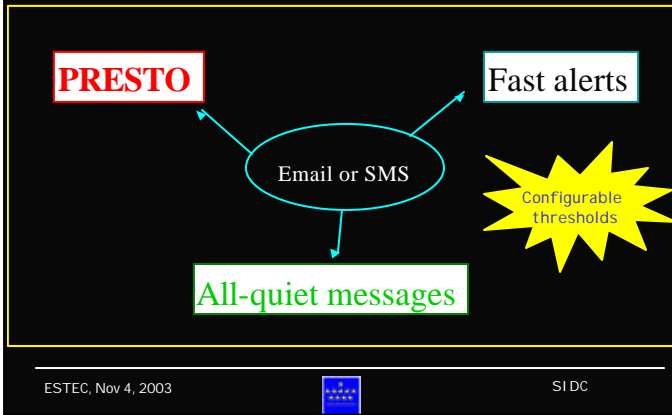 PRESTO
Fast alerts
Email or SMS
Configurable
thresholds
All-quiet messages
ESTEC, Nov 4, 2003
SIDC